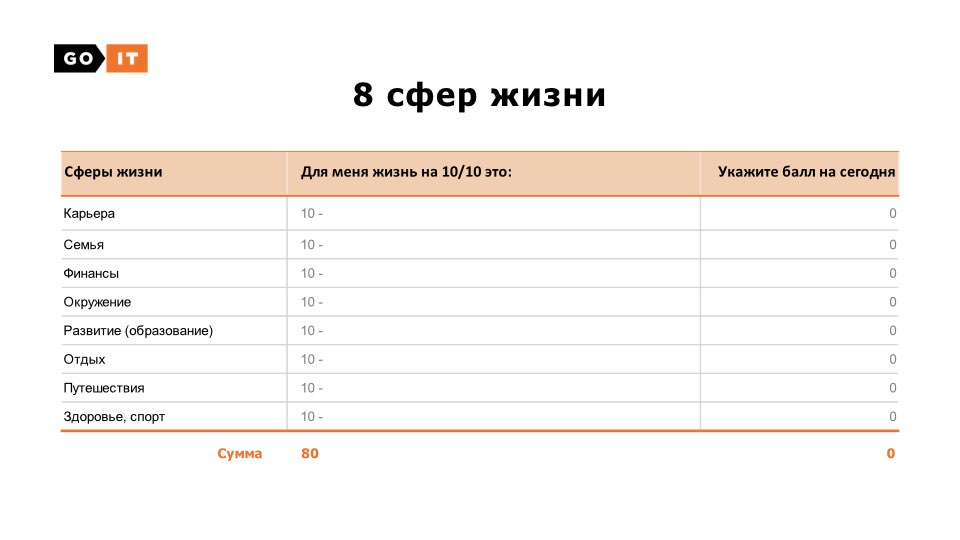 GO IT
8 сфер жизни
Сферы жизни Для меня жизнь на 10/10 это: Укажите балл на сегодня
Карьера 10 - 0
Семья 10 - 0
Финансы 10 - 0
Окружение 10 - 0
Развитие (образование) 10 - 0
Отдых 10 - 0
Путешествия 10 - 0
Здоровье, спорт 10 - 0
Сумма 80 0